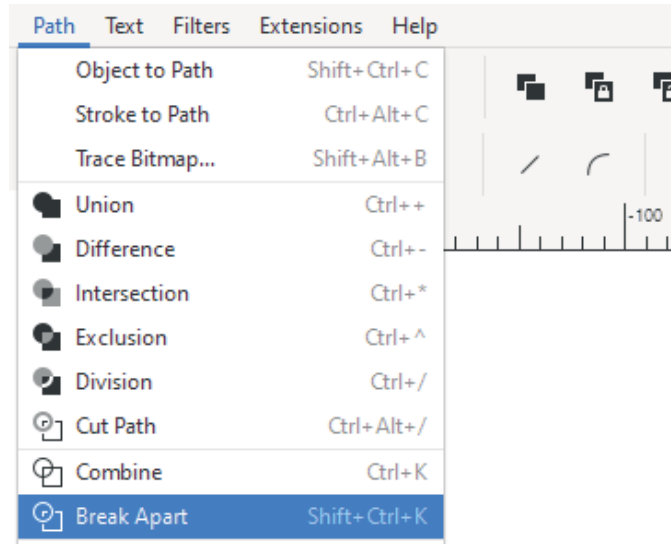 Path Text Filters Extensions Help
Object to Path Shift+Ctrl+C
Stroke to Path Ctrl+Alt+C
Trace Bitmap... Shift+Alt+B
-100
Union Ctrl++
Difference Ctrl+-
Intersection Ctrl+*
Exclusion Ctrl+^
Division Ctrl+/
Cut Path Ctrl+Alt+/
Combine Ctrl+K
Break Apart Shift+Ctrl+K